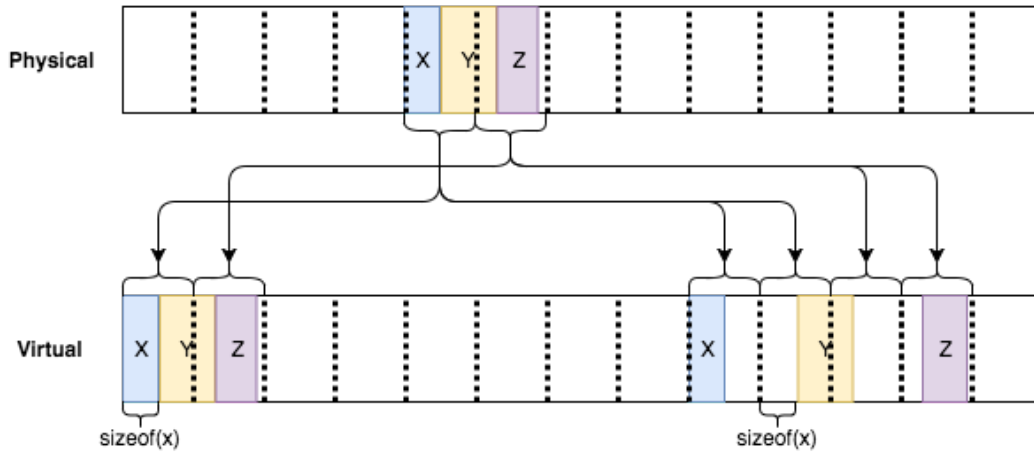 Physical
X Y Z
Virtual
X Y Z X Y Z
sizeof(x) sizeof(x)